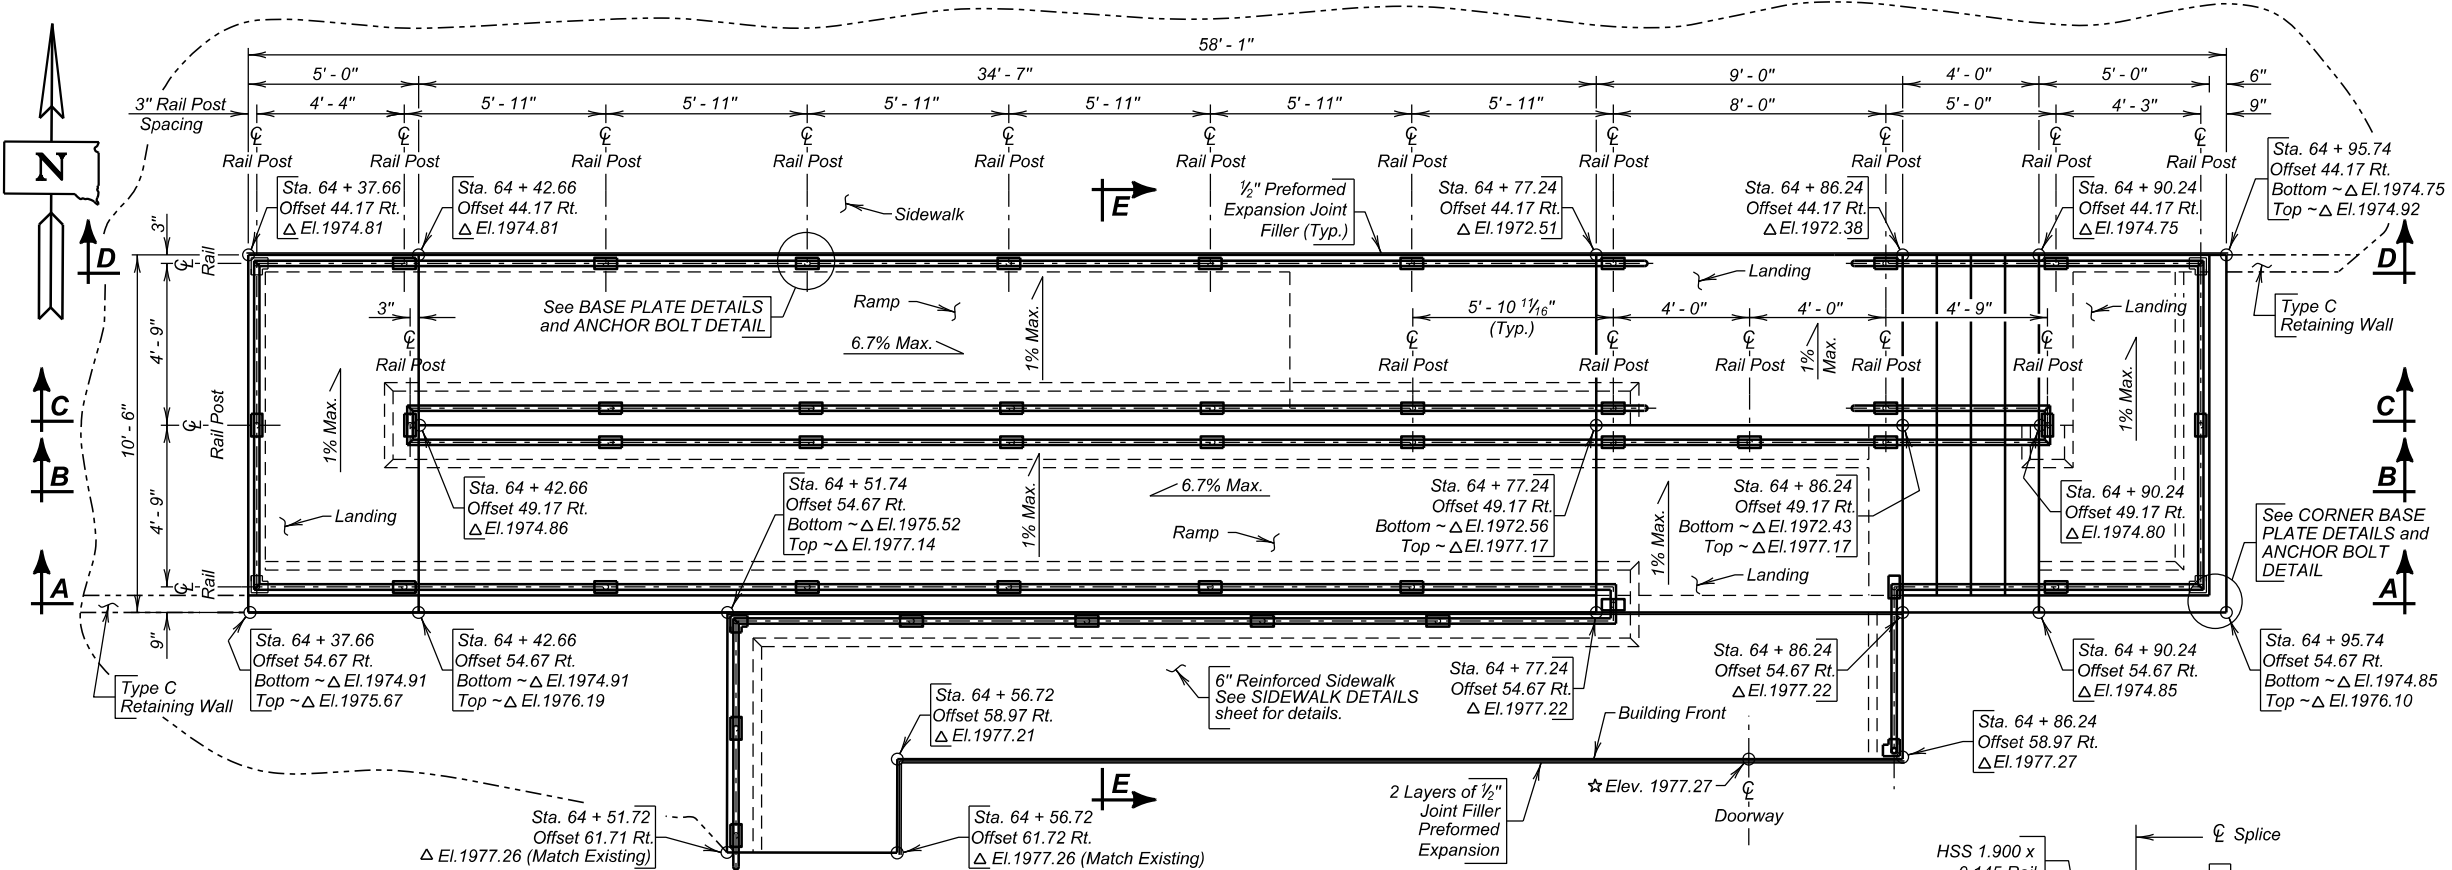 58' - 1"
5' - 0"
34' - 7"
9' - 0"
4' - 0"
5' - 0"
6"
3" Rail Post
Spacing
4' - 4"
5' - 11"
5' - 11"
5' - 11"
5' - 11"
5' - 11"
5' - 11"
8' - 0"
5' - 0"
4' - 3"
9"
℄
Rail Post
℄
Rail Post
℄
Rail Post
℄
Rail Post
℄
Rail Post
℄
Rail Post
℄
Rail Post
℄
Rail Post
℄
Rail Post
℄
Rail Post
℄
Rail Post
N
Sta. 64 + 37.66
Offset 44.17 Rt.
△ El.1974.81
Sta. 64 + 42.66
Offset 44.17 Rt.
△ El.1974.81
Sidewalk
E
½" Preformed
Expansion Joint
Filler (Typ.)
Sta. 64 + 77.24
Offset 44.17 Rt.
△ El.1972.51
Sta. 64 + 86.24
Offset 44.17 Rt.
△ El.1972.38
Sta. 64 + 90.24
Offset 44.17 Rt.
△ El.1974.75
Sta. 64 + 95.74
Offset 44.17 Rt.
Bottom ~ △ El.1974.75
Top ~ △ El.1974.92
3"
℄
Rail
D
D
See BASE PLATE DETAILS
and ANCHOR BOLT DETAIL
Ramp
6.7% Max.
1% Max.
Landing
Landing
Type C
Retaining Wall
3"
℄
Rail Post
5' - 10 11/16"
(Typ.)
4' - 0"
4' - 0"
4' - 9"
℄
Rail Post
℄
Rail Post
℄
Rail Post
℄
Rail Post
℄
Rail Post
1%
Max.
1% Max.
4' - 9"
10' - 6"
4' - 9"
℄
Rail Post
1% Max.
C
C
B
B
Landing
Sta. 64 + 42.66
Offset 49.17 Rt.
△ El.1974.86
Sta. 64 + 51.74
Offset 54.67 Rt.
Bottom ~ △ El.1975.52
Top ~ △ El.1977.14
1% Max.
6.7% Max.
Ramp
Sta. 64 + 77.24
Offset 49.17 Rt.
Bottom ~ △ El.1972.56
Top ~ △ El.1977.17
1% Max.
Sta. 64 + 86.24
Offset 49.17 Rt.
Bottom ~ △ El.1972.43
Top ~ △ El.1977.17
Landing
Sta. 64 + 90.24
Offset 49.17 Rt.
△ El.1974.80
See CORNER BASE
PLATE DETAILS and
ANCHOR BOLT
DETAIL
℄
Rail
A
A
9"
Type C
Retaining Wall
Sta. 64 + 37.66
Offset 54.67 Rt.
Bottom ~ △ El.1974.91
Top ~ △ El.1975.67
Sta. 64 + 42.66
Offset 54.67 Rt.
Bottom ~ △ El.1974.91
Top ~ △ El.1976.19
Sta. 64 + 56.72
Offset 58.97 Rt.
△ El.1977.21
6" Reinforced Sidewalk
See SIDEWALK DETAILS
sheet for details.
Sta. 64 + 77.24
Offset 54.67 Rt.
△ El.1977.22
Sta. 64 + 86.24
Offset 54.67 Rt.
△ El.1977.22
Sta. 64 + 90.24
Offset 54.67 Rt.
△ El.1974.85
Sta. 64 + 95.74
Offset 54.67 Rt.
Bottom ~ △ El.1974.85
Top ~ △ El.1976.10
Building Front
Sta. 64 + 86.24
Offset 58.97 Rt.
△ El.1977.27
E
2 Layers of ½"
Joint Filler
Preformed
Expansion
☆ Elev. 1977.27
℄
Doorway
Sta. 64 + 51.72
Offset 61.71 Rt.
△ El.1977.26 (Match Existing)
Sta. 64 + 56.72
Offset 61.72 Rt.
△ El.1977.26 (Match Existing)
℄ Splice
HSS 1.900 x